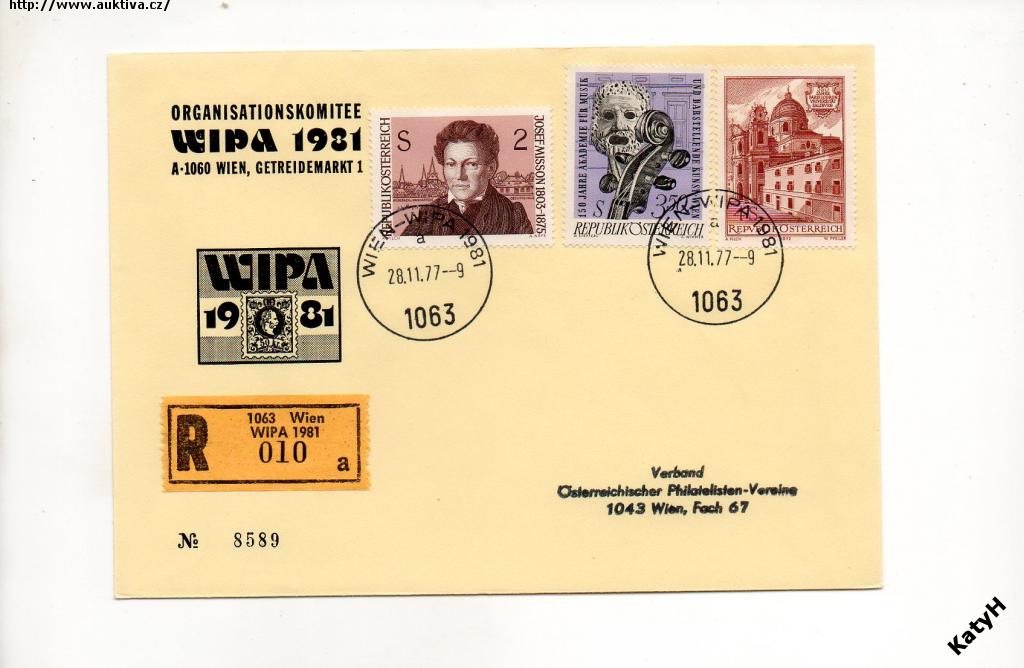 http://www.auktiva.cz/
ORGANISATIONSKOMITEE
WIPA 1981
A-1060 WIEN, GETREIDEMARKT 1
REPUBLIK ÖSTERREICH
S 2
JOSEF MISSON 1803-1875
150 JAHRE AKADEMIE FÜR MUSIK
UND DARSTELLENDE KUNST WIEN
S 350
REPUBLIK ÖSTERREICH
REPUBLIK ÖSTERREICH
WIEN-WIPA 1981
a
28.11.77--9
1063
WIEN-WIPA 1981
a
28.11.77--9
1063
WIPA
1981
R
1063 Wien
WIPA 1981
010
a
Verband
Österreichischer Philatelisten-Vereine
1043 Wien, Fach 67
№ 8589
KatyH